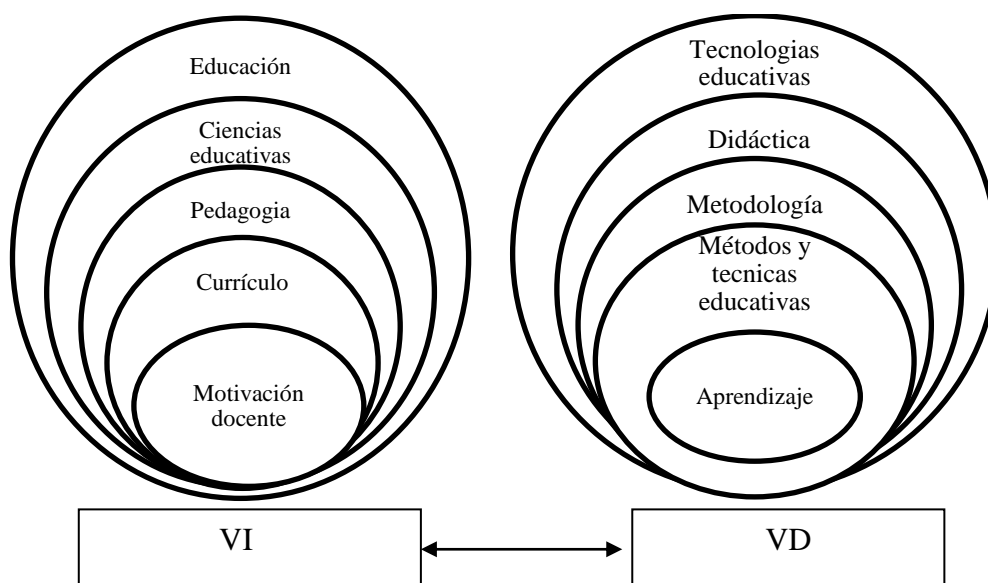 Educación
Ciencias
educativas
Pedagogia
Currículo
Motivación
docente
VI
Tecnologias
educativas
Didáctica
Metodología
Métodos y
tecnicas
educativas
Aprendizaje
VD